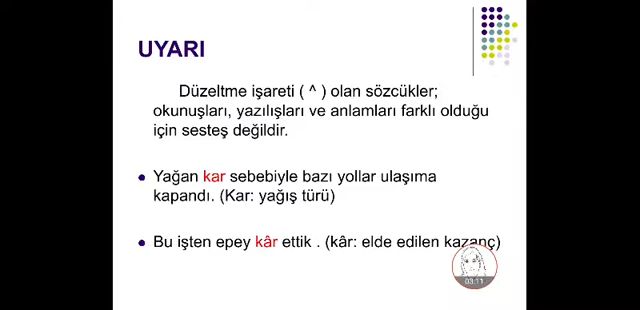 UYARI
Düzeltme işareti ( ^ ) olan sözcükler;
okunuşları, yazılışları ve anlamları farklı olduğu
için sesteş değildir.
Yağan kar sebebiyle bazı yollar ulaşıma
kapandı. (Kar: yağış türü)
Bu işten epey kâr ettik . (kâr: elde edilen kazanç)
03:11